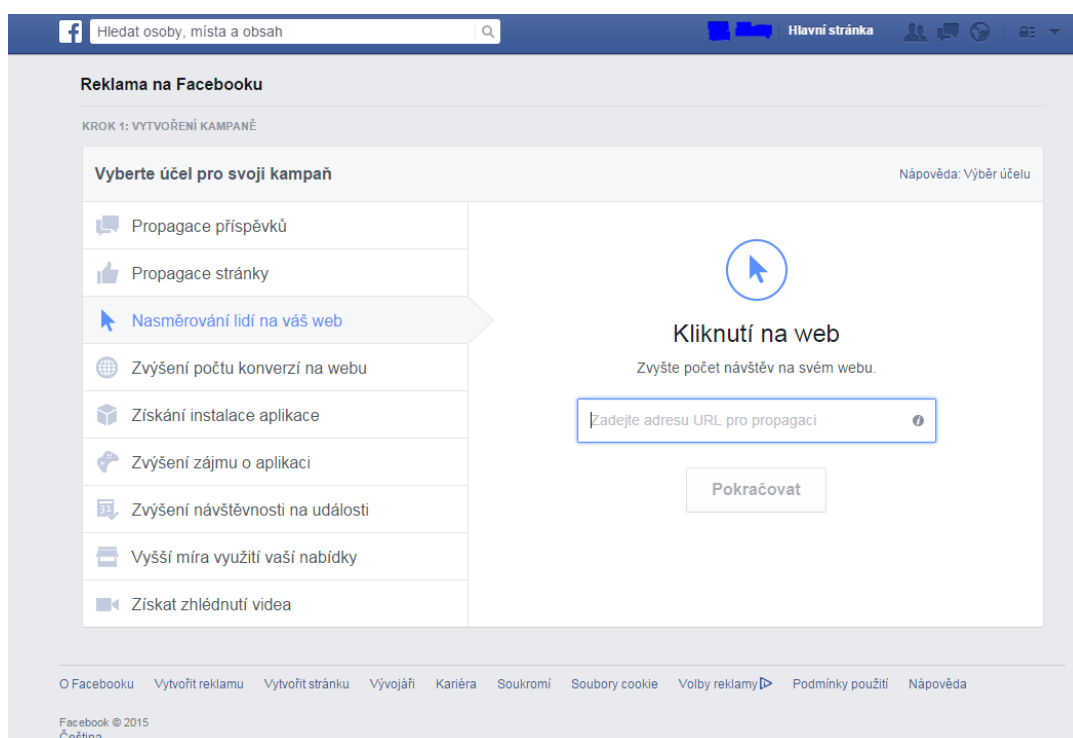 Hledat osoby, místa a obsah
Hlavní stránka
Reklama na Facebooku
KROK 1: VYTVOŘENÍ KAMPANĚ
Vyberte účel pro svoji kampaň
Nápověda: Výběr účelu
Propagace příspěvků
Propagace stránky
Nasměrování lidí na váš web
Zvýšení počtu konverzí na webu
Získání instalace aplikace
Zvýšení zájmu o aplikaci
31
Zvýšení návštěvnosti na události
Vyšší míra využití vaší nabídky
Získat zhlédnutí videa
Kliknutí na web
Zvyšte počet návštěv na svém webu.
Zadejte adresu URL pro propagaci
Pokračovat
O Facebooku Vytvořit reklamu Vytvořit stránku Vývojáři Kariéra Soukromí Soubory cookie Volby reklamy Podmínky použití Nápověda
Facebook © 2015
Čeština